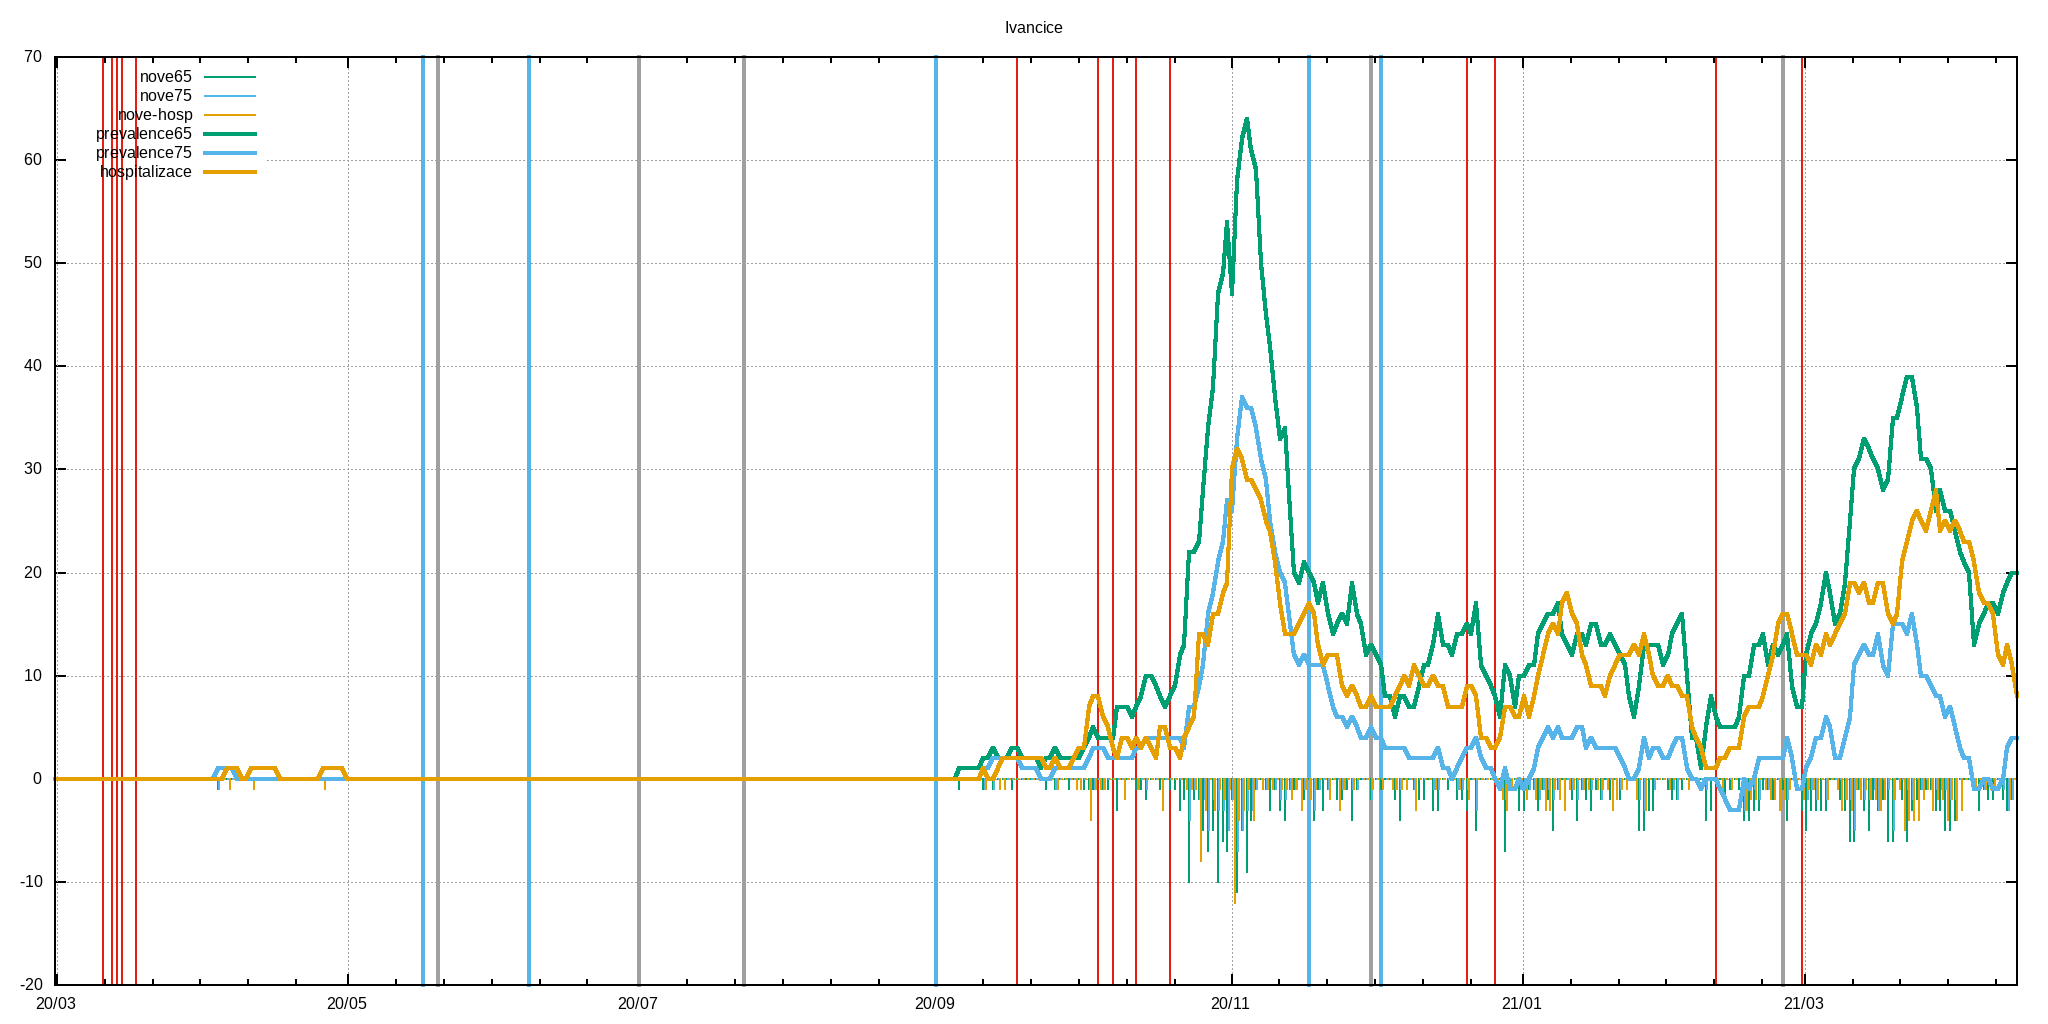 Ivancice
70
60
50
40
30
20
10
0
-10
-20
nove65
nove75
nove-hosp
prevalence65
prevalence75
hospitalizace
20/03 20/05 20/07 20/09 20/11 21/01 21/03